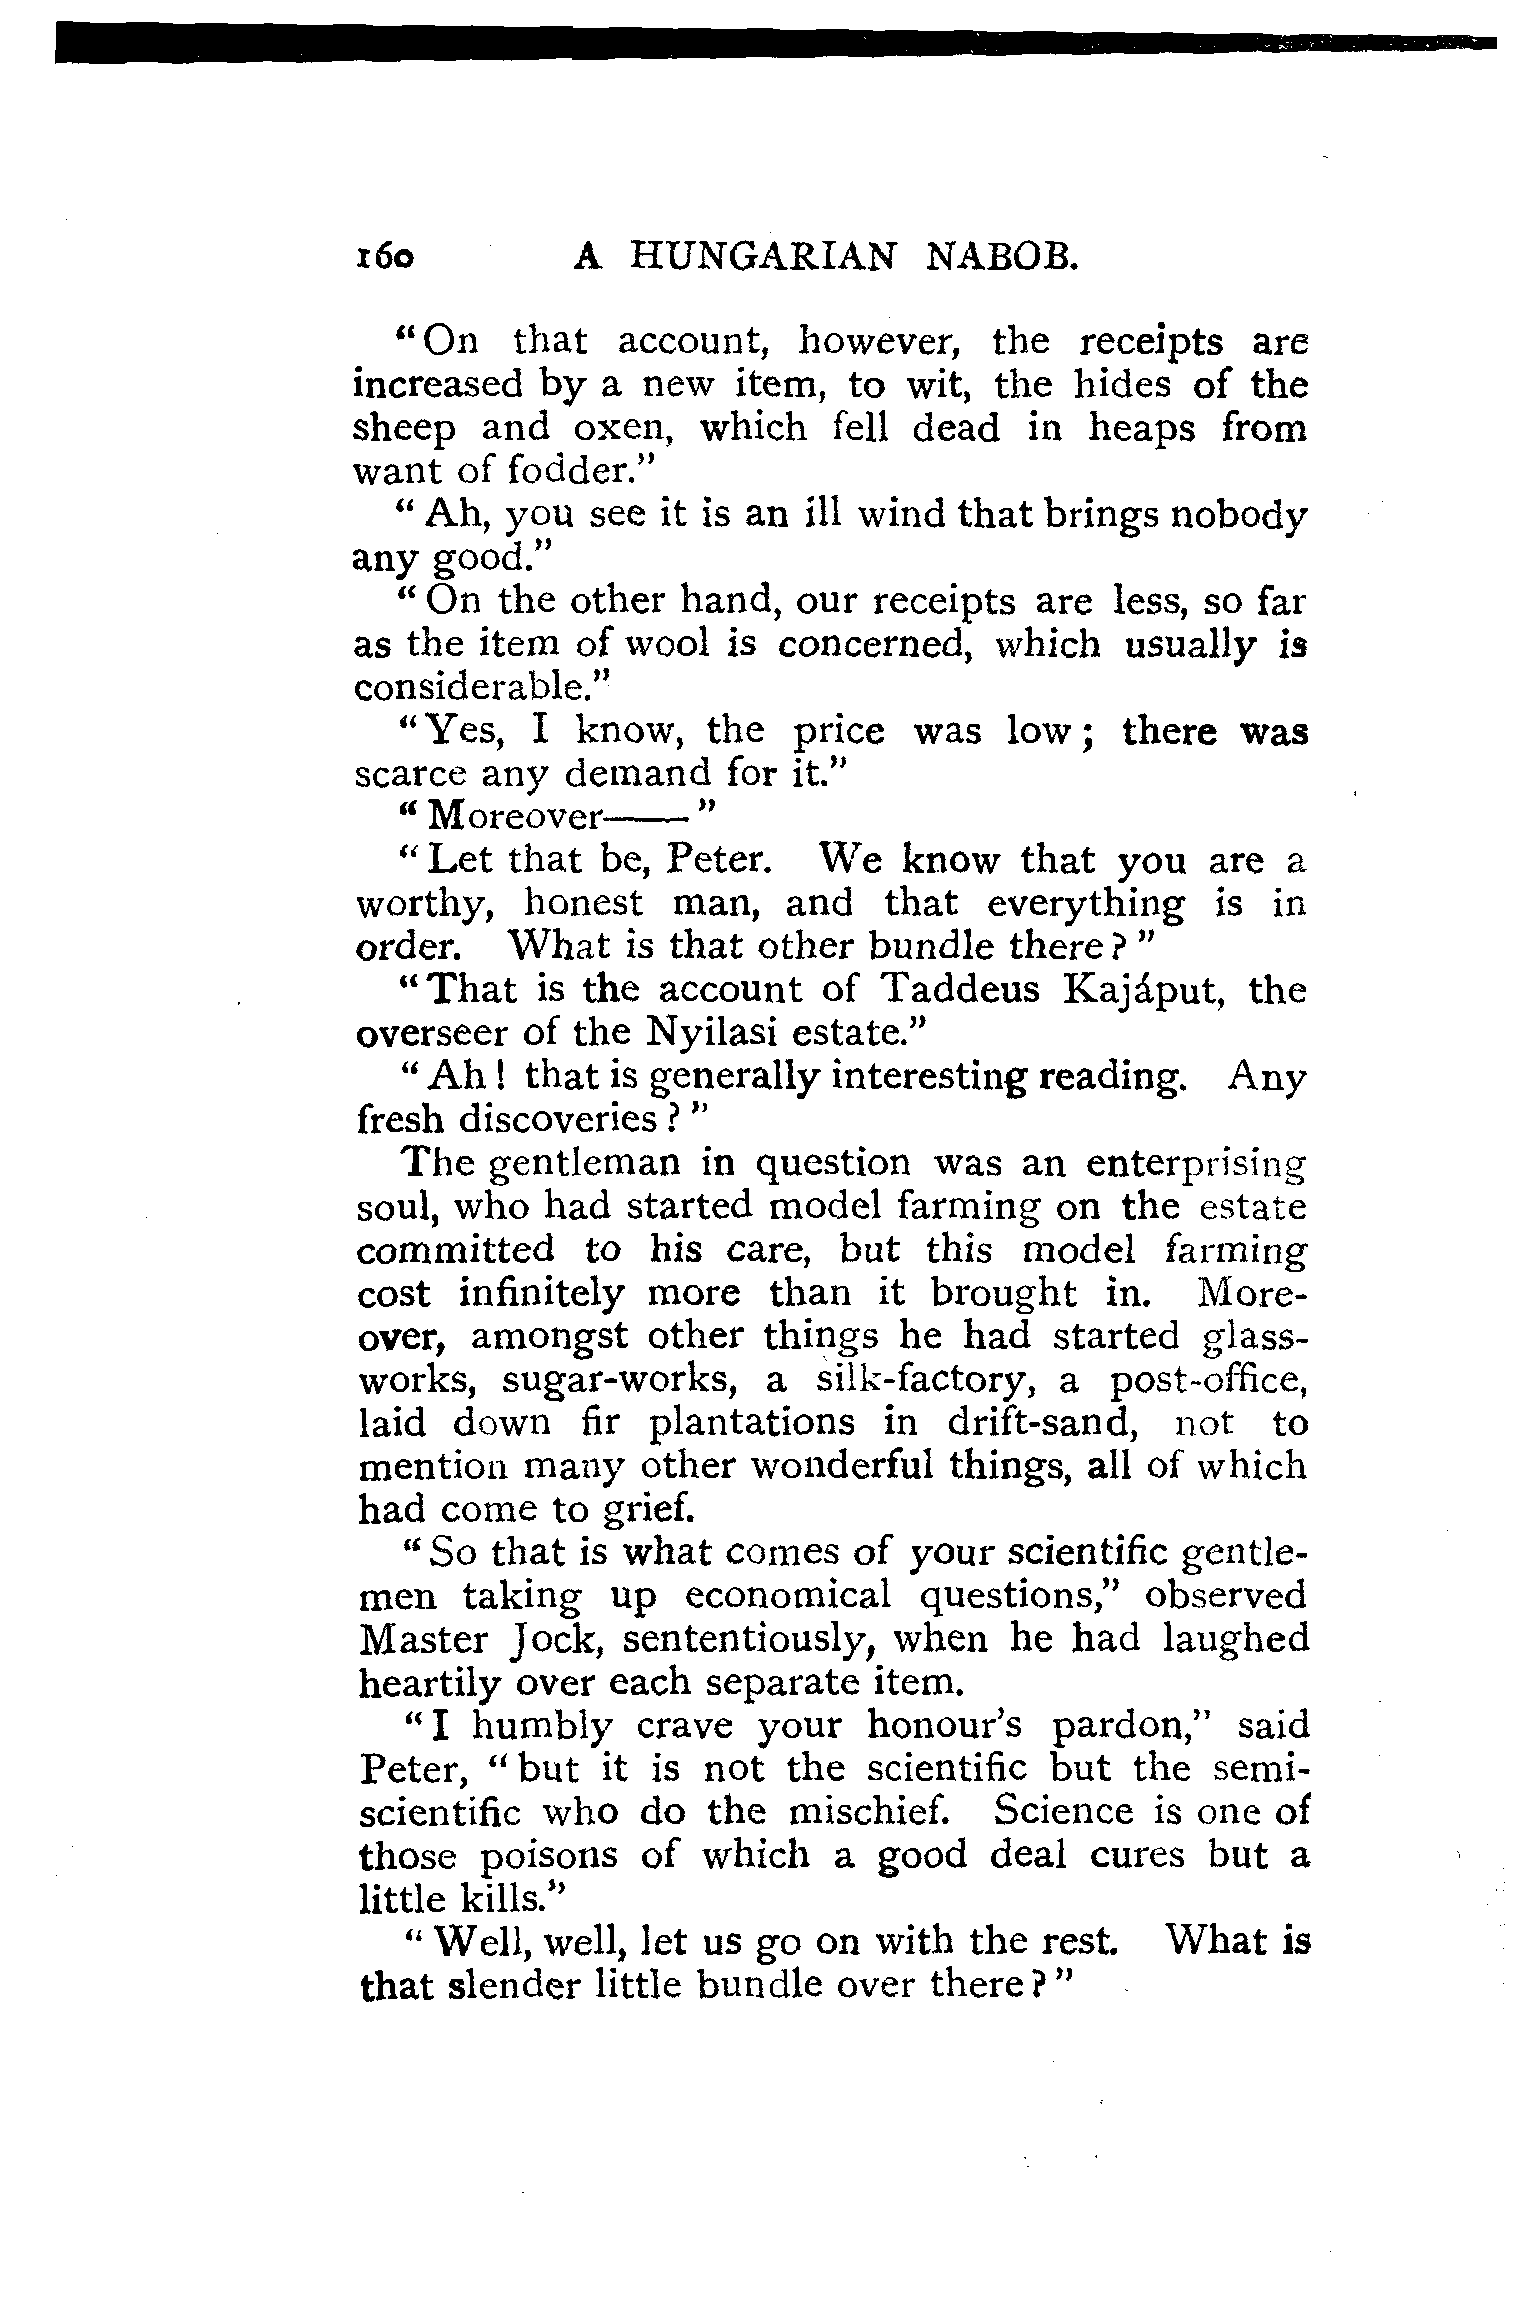 160 A HUNGARIAN NABOB.
"On that account, however, the receipts are
increased by a new item, to wit, the hides of the
sheep and oxen, which fell dead in heaps from
want of fodder."
"Ah, you see it is an ill wind that brings nobody
any good."
"On the other hand, our receipts are less, so far
as the item of wool is concerned, which usually is
considerable."
"Yes, I know, the price was low; there was
scarce any demand for it."
"Moreover——"
"Let that be, Peter. We know that you are a
worthy, honest man, and that everything is in
order. What is that other bundle there?"
"That is the account of Taddeus Kajáput, the
overseer of the Nyilasi estate."
"Ah! that is generally interesting reading. Any
fresh discoveries?"
The gentleman in question was an enterprising
soul, who had started model farming on the estate
committed to his care, but this model farming
cost infinitely more than it brought in. More-
over, amongst other things he had started glass-
works, sugar-works, a silk-factory, a post-office,
laid down fir plantations in drift-sand, not to
mention many other wonderful things, all of which
had come to grief.
"So that is what comes of your scientific gentle-
men taking up economical questions," observed
Master Jock, sententiously, when he had laughed
heartily over each separate item.
"I humbly crave your honour's pardon," said
Peter, "but it is not the scientific but the semi-
scientific who do the mischief. Science is one of
those poisons of which a good deal cures but a
little kills."
"Well, well, let us go on with the rest. What is
that slender little bundle over there?"